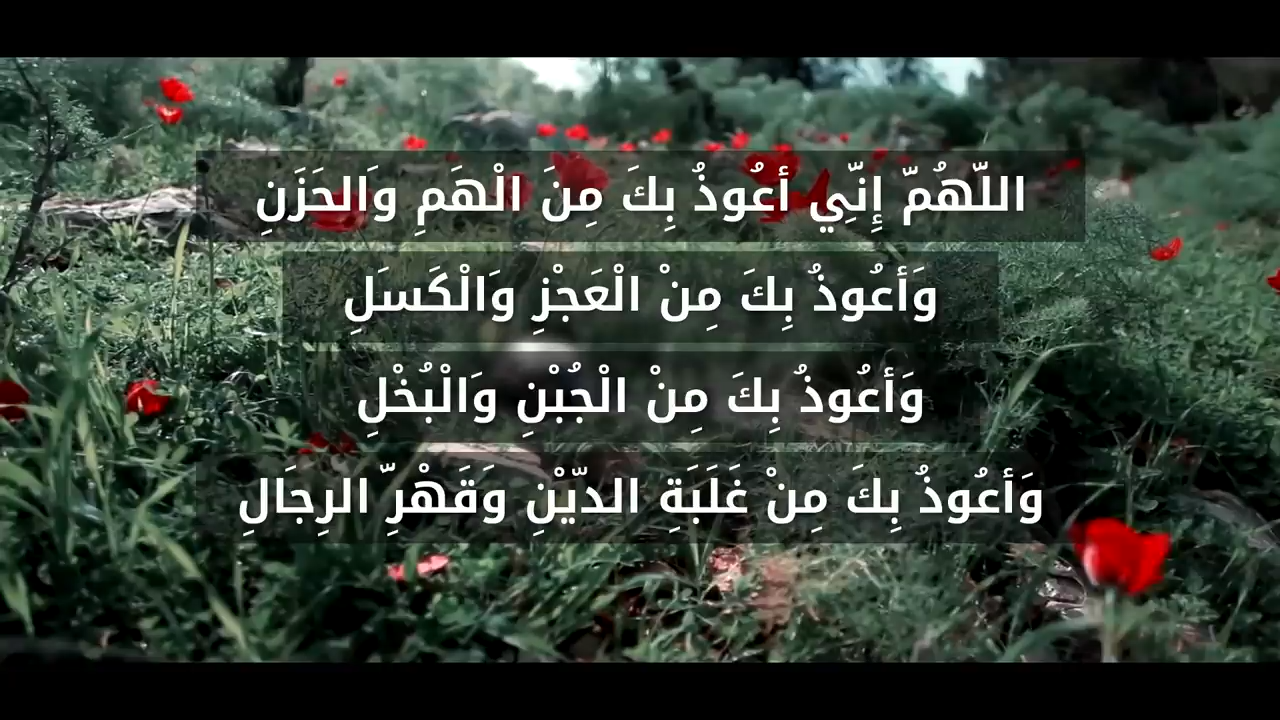 اللّهُمّ إِنّي أعُوذُ بِكَ مِنَ الْهَمِ وَالحَزَنِ
وَأعُوذُ بِكَ مِنْ الْعَجْزِ وَالْكَسَلِ
وَأعُوذُ بِكَ مِنْ الْجُبْنِ وَالْبُخْلِ
وَأعُوذُ بِكَ مِنْ غَلَبَةِ الدّيْنِ وَقَهْرِّ الرِجَالِ